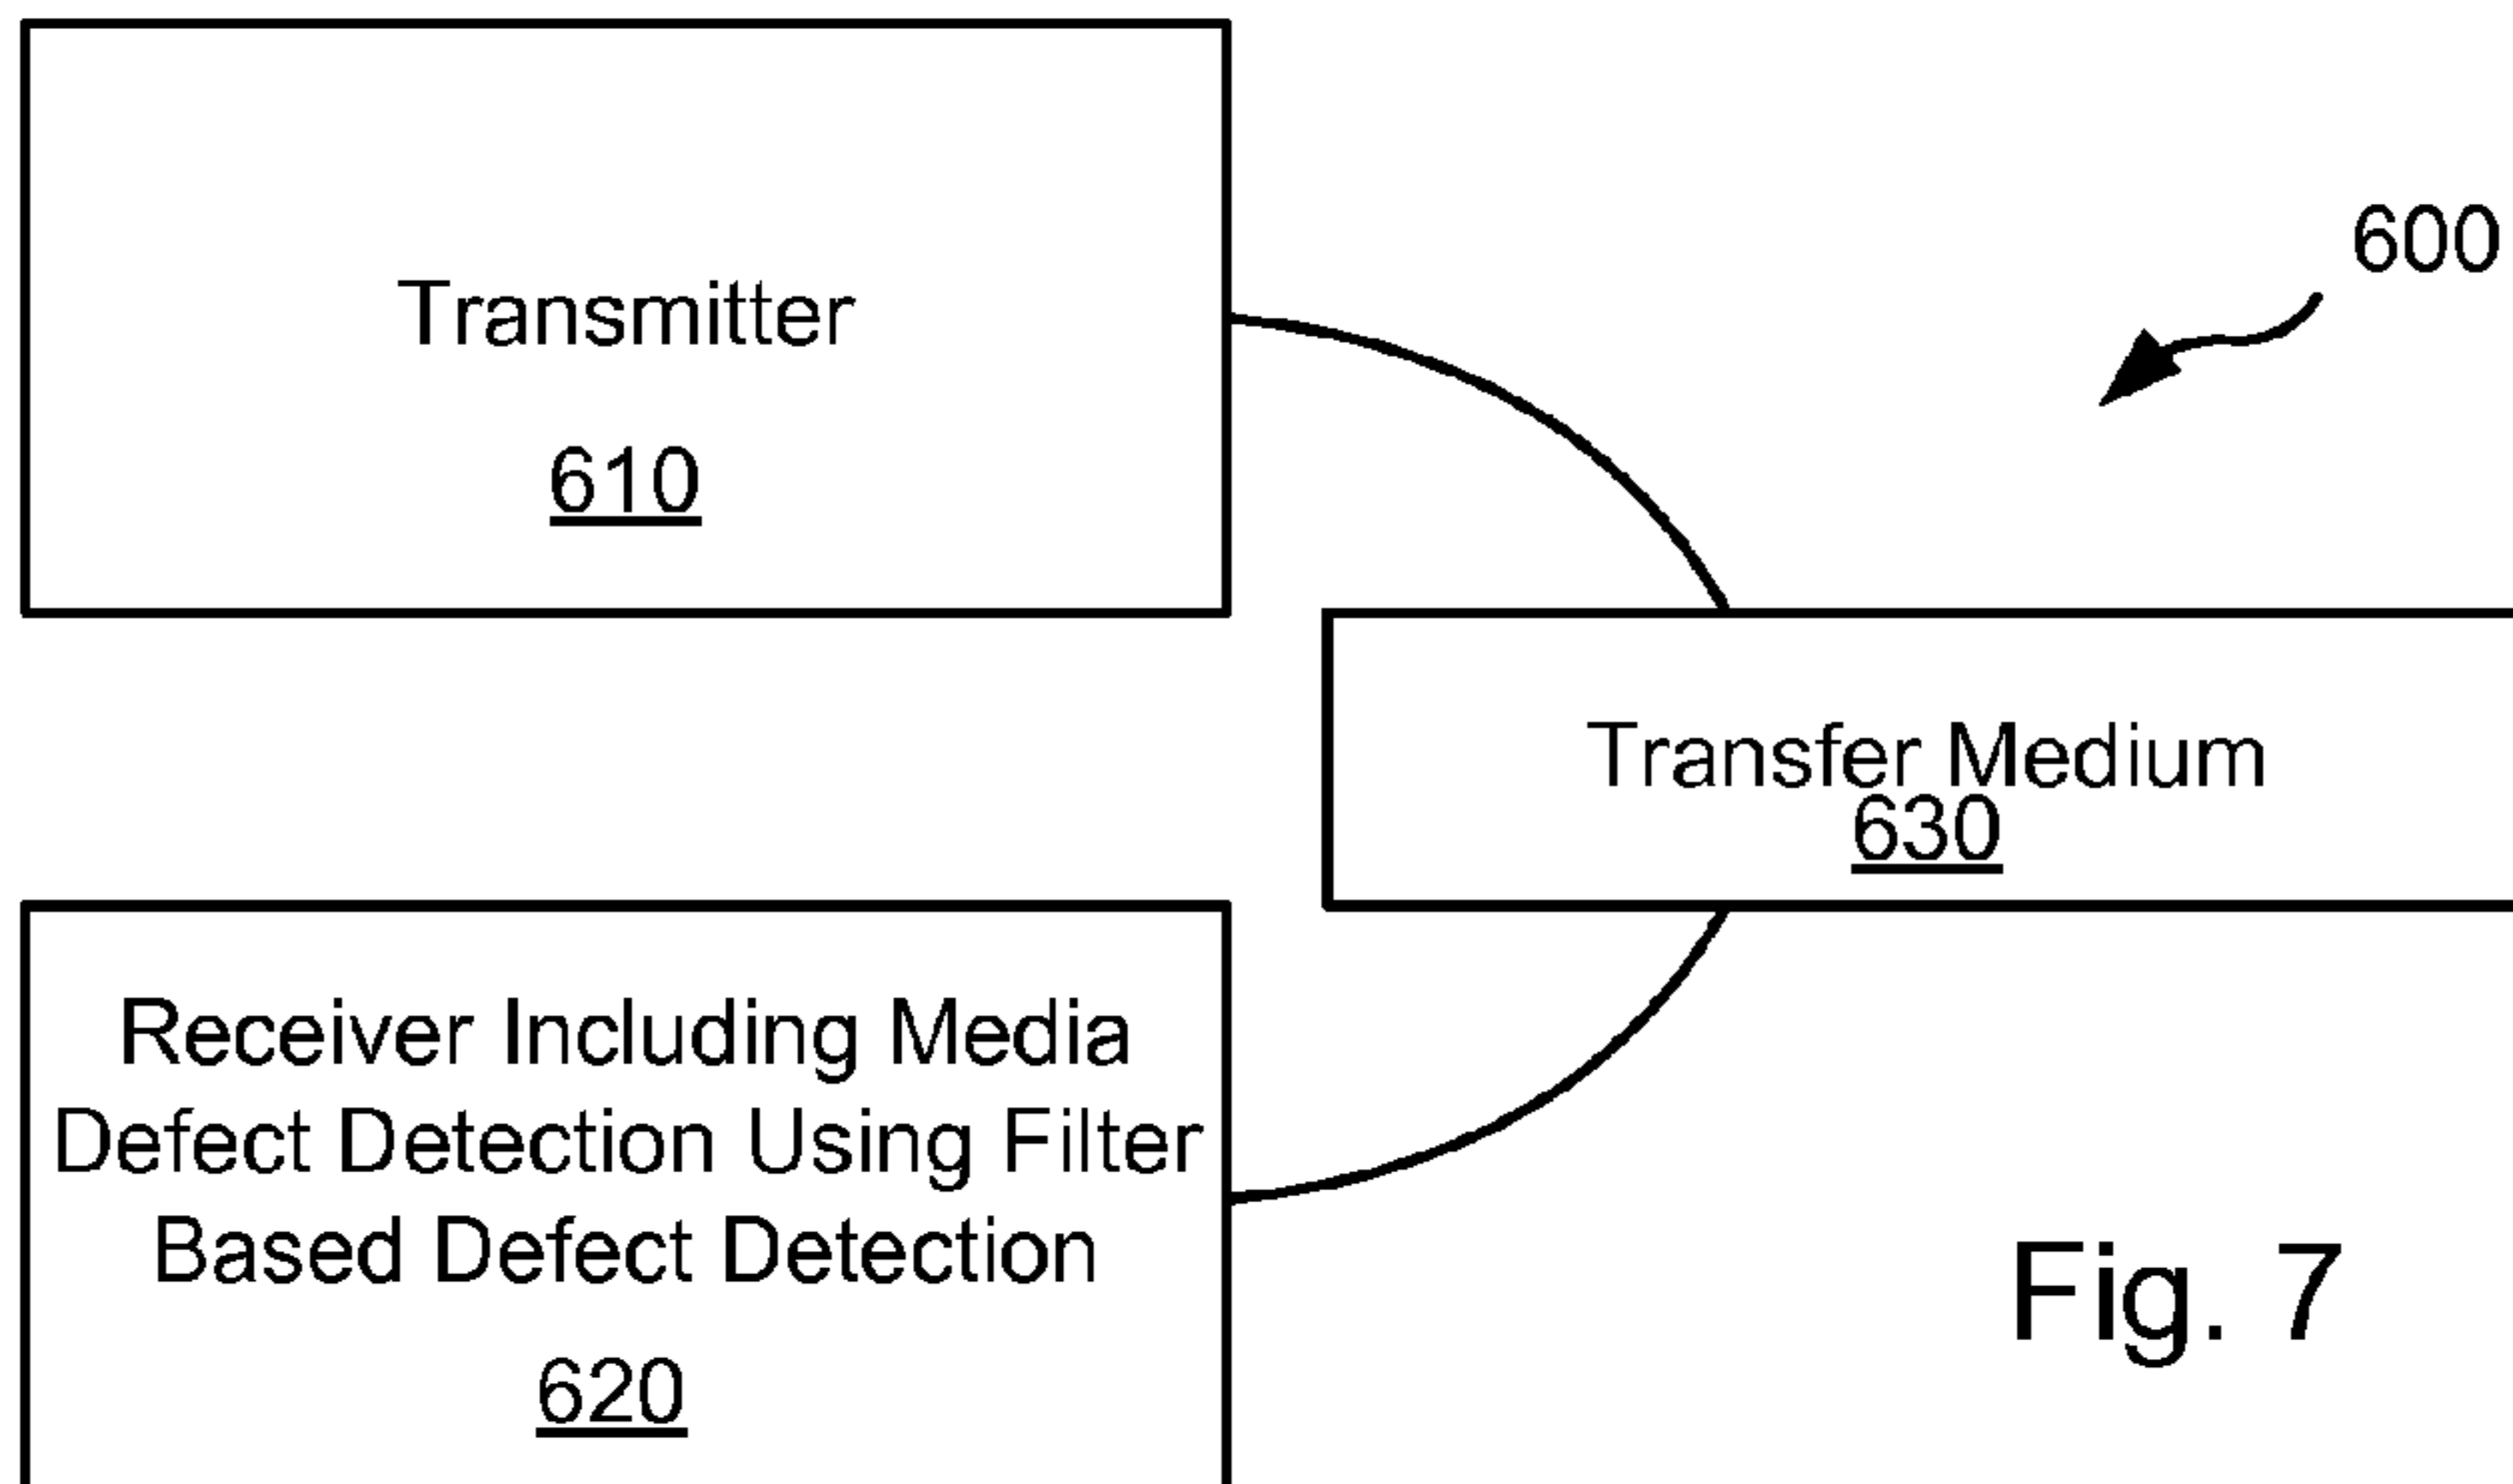 Transmitter
610
600
Transfer Medium
630
Receiver Including Media
Defect Detection Using Filter
Based Defect Detection
620
Fig. 7